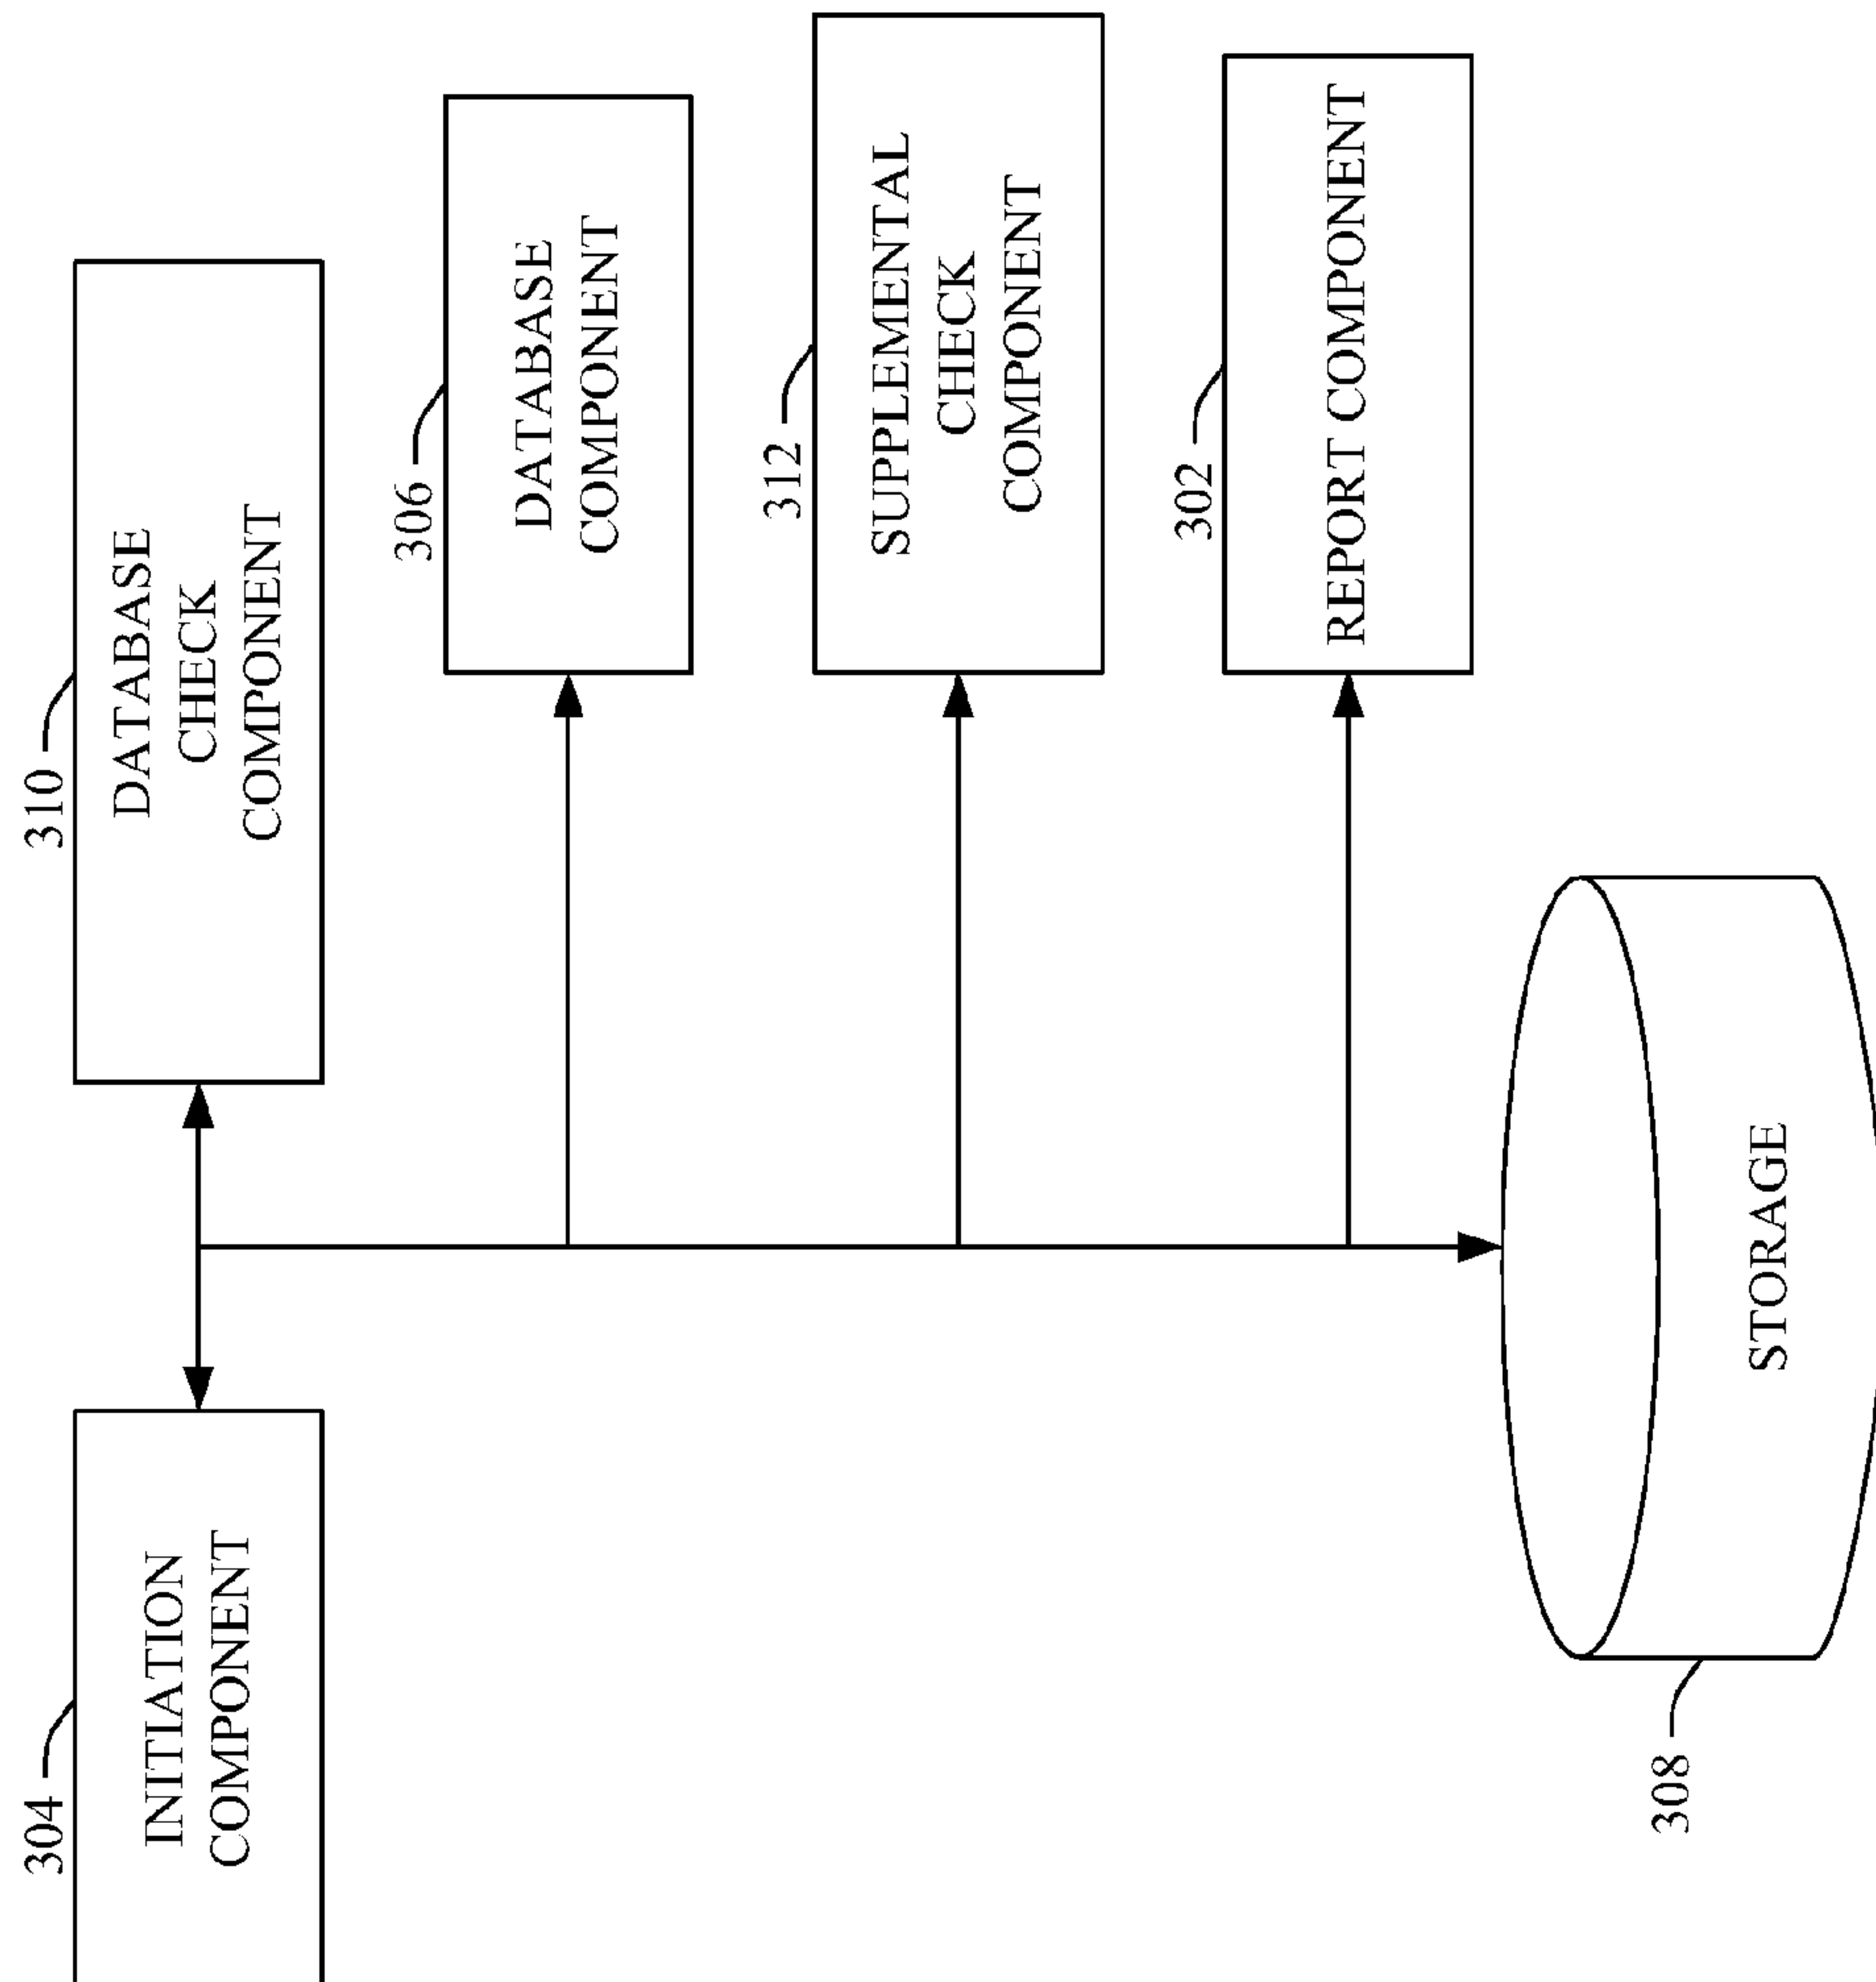 304
INITIATION
COMPONENT
310
DATABASE
CHECK
COMPONENT
306
DATABASE
COMPONENT
312
SUPPLEMENTAL
CHECK
COMPONENT
302
REPORT COMPONENT
308
STORAGE